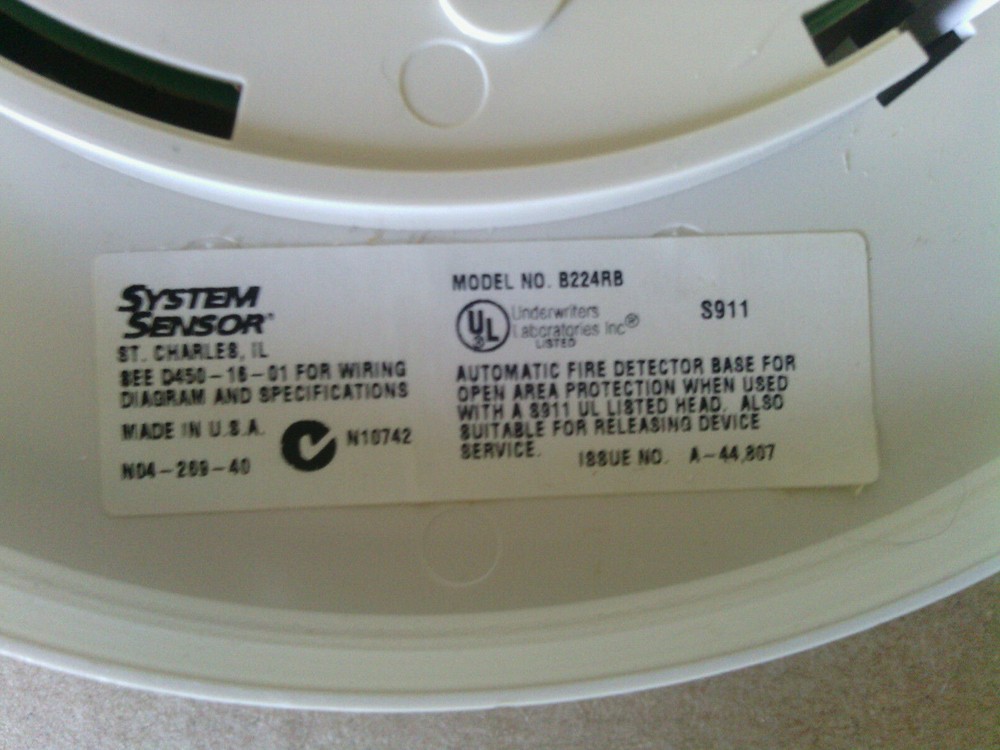 SYSTEM
SENSOR®
ST. CHARLES, IL
SEE D450-16-01 FOR WIRING
DIAGRAM AND SPECIFICATIONS
MADE IN U.S.A.
N10742
N04-269-40
MODEL NO. B224RB
UL
Underwriters
Laboratories Inc®
LISTED
S911
AUTOMATIC FIRE DETECTOR BASE FOR
OPEN AREA PROTECTION WHEN USED
WITH A S911 UL LISTED HEAD. ALSO
SUITABLE FOR RELEASING DEVICE
SERVICE.
ISSUE NO. A-44,807